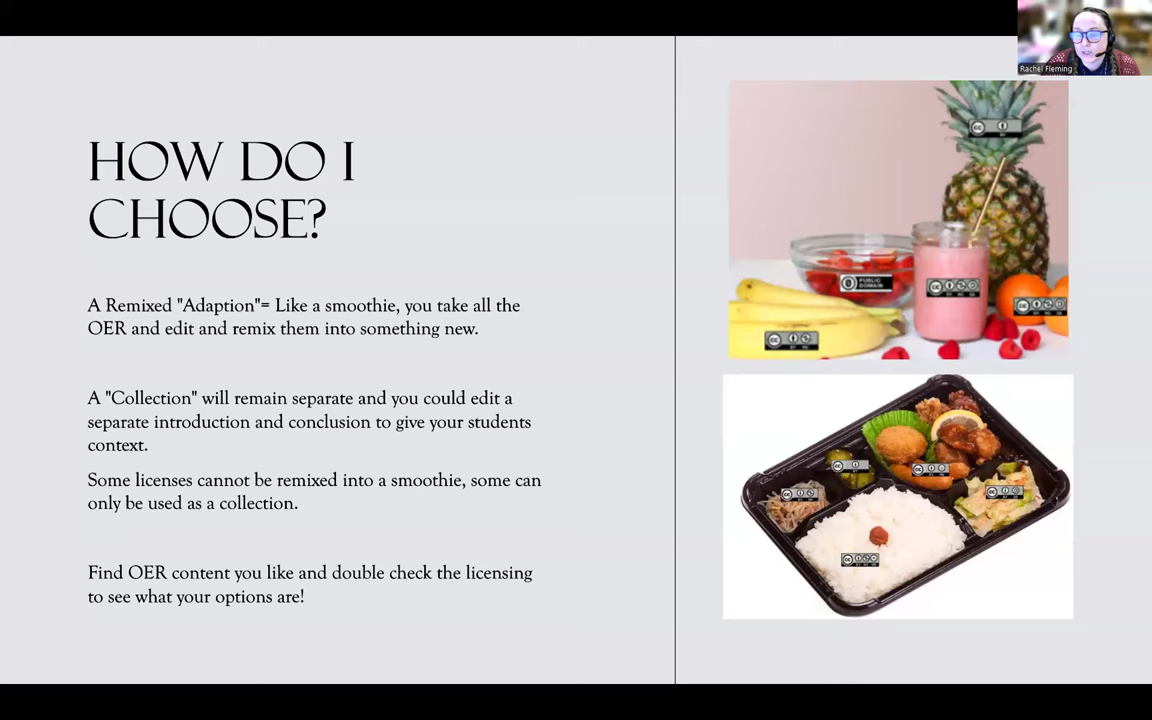 Rachel Fleming
HOW DO I
CHOOSE?
A Remixed "Adaption"= Like a smoothie, you take all the
OER and edit and remix them into something new.
A "Collection" will remain separate and you could edit a
separate introduction and conclusion to give your students
context.
Some licenses cannot be remixed into a smoothie, some can
only be used as a collection.
Find OER content you like and double check the licensing
to see what your options are!
PUBLIC
DOMAIN